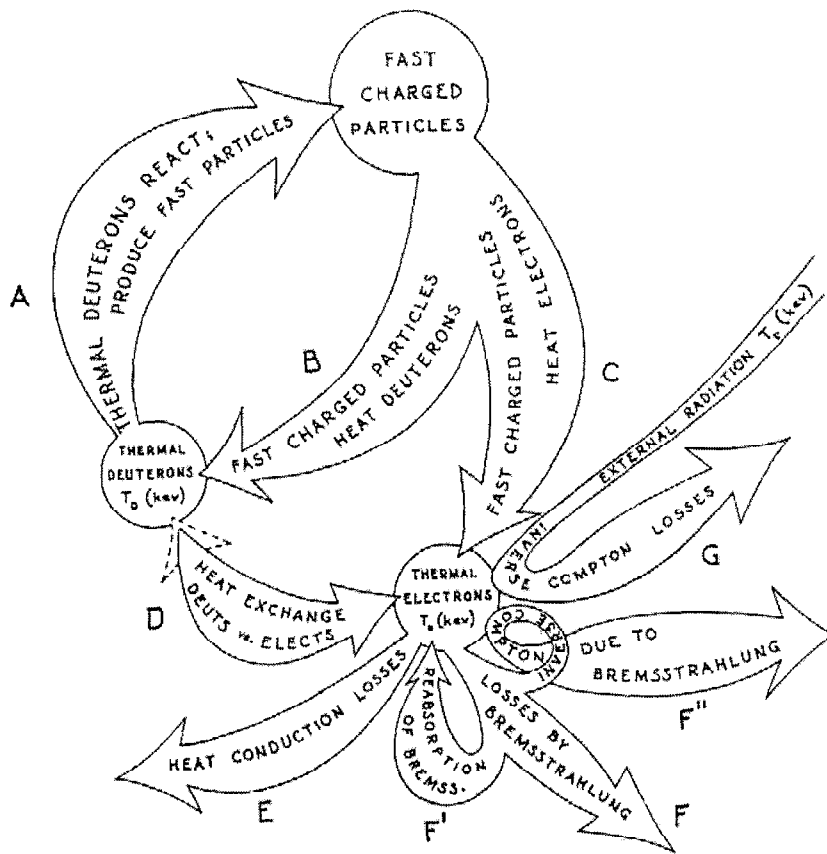 FAST
CHARGED
PARTICLES
THERMAL DEUTERONS REACT;
PRODUCE FAST PARTICLES
A
B
FAST CHARGED PARTICLES
HEAT DEUTERONS
FAST CHARGED PARTICLES
HEAT ELECTRONS
C
EXTERNAL RADIATION Tr (kev)
THERMAL
DEUTERONS
TD (kev)
INVERSE COMPTON LOSSES
G
D
HEAT EXCHANGE
DEUTS vs. ELECTS
THERMAL
ELECTRONS
Te (kev)
INVERSE
COMPTON
DUE TO
BREMSSTRAHLUNG
F"
HEAT CONDUCTION LOSSES
E
REABSORPTION
OF BREMSS.
F'
LOSSES BY
BREMSSTRAHLUNG
F